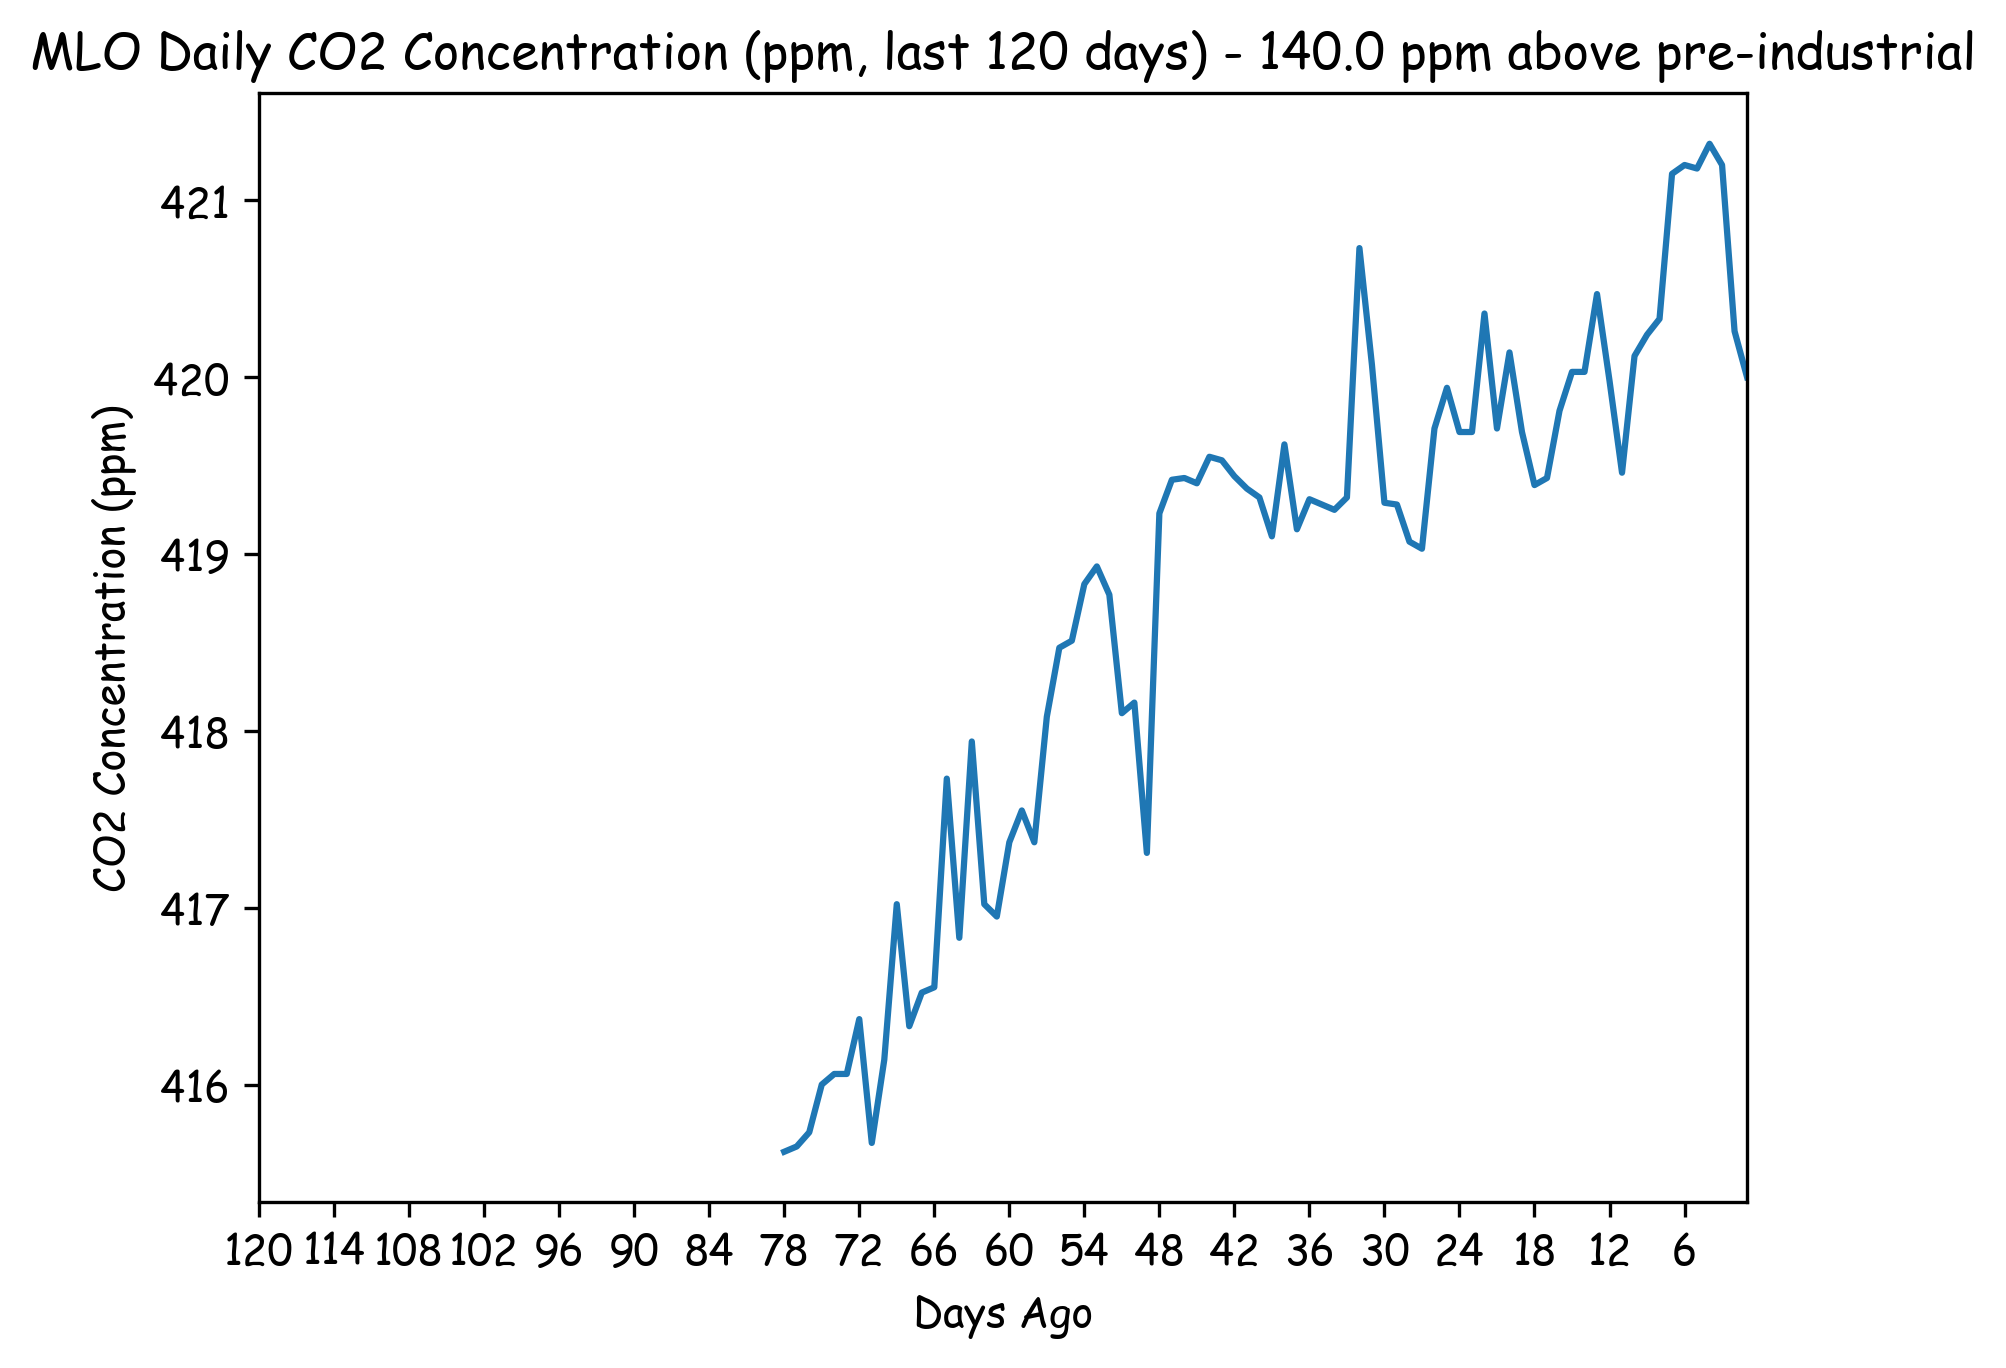 MLO Daily CO2 Concentration (ppm, last 120 days) - 140.0 ppm above pre-industrial
421
420
419
418
417
416
CO2 Concentration (ppm)
120 114 108 102 96 90 84 78 72 66 60 54 48 42 36 30 24 18 12 6
Days Ago